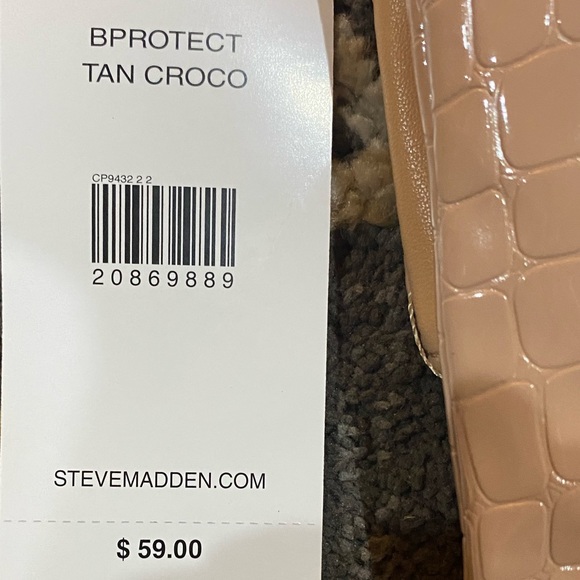 BPROTECT
TAN CROCO
CP9432 2 2
20869889
STEVEMADDEN.COM
$ 59.00